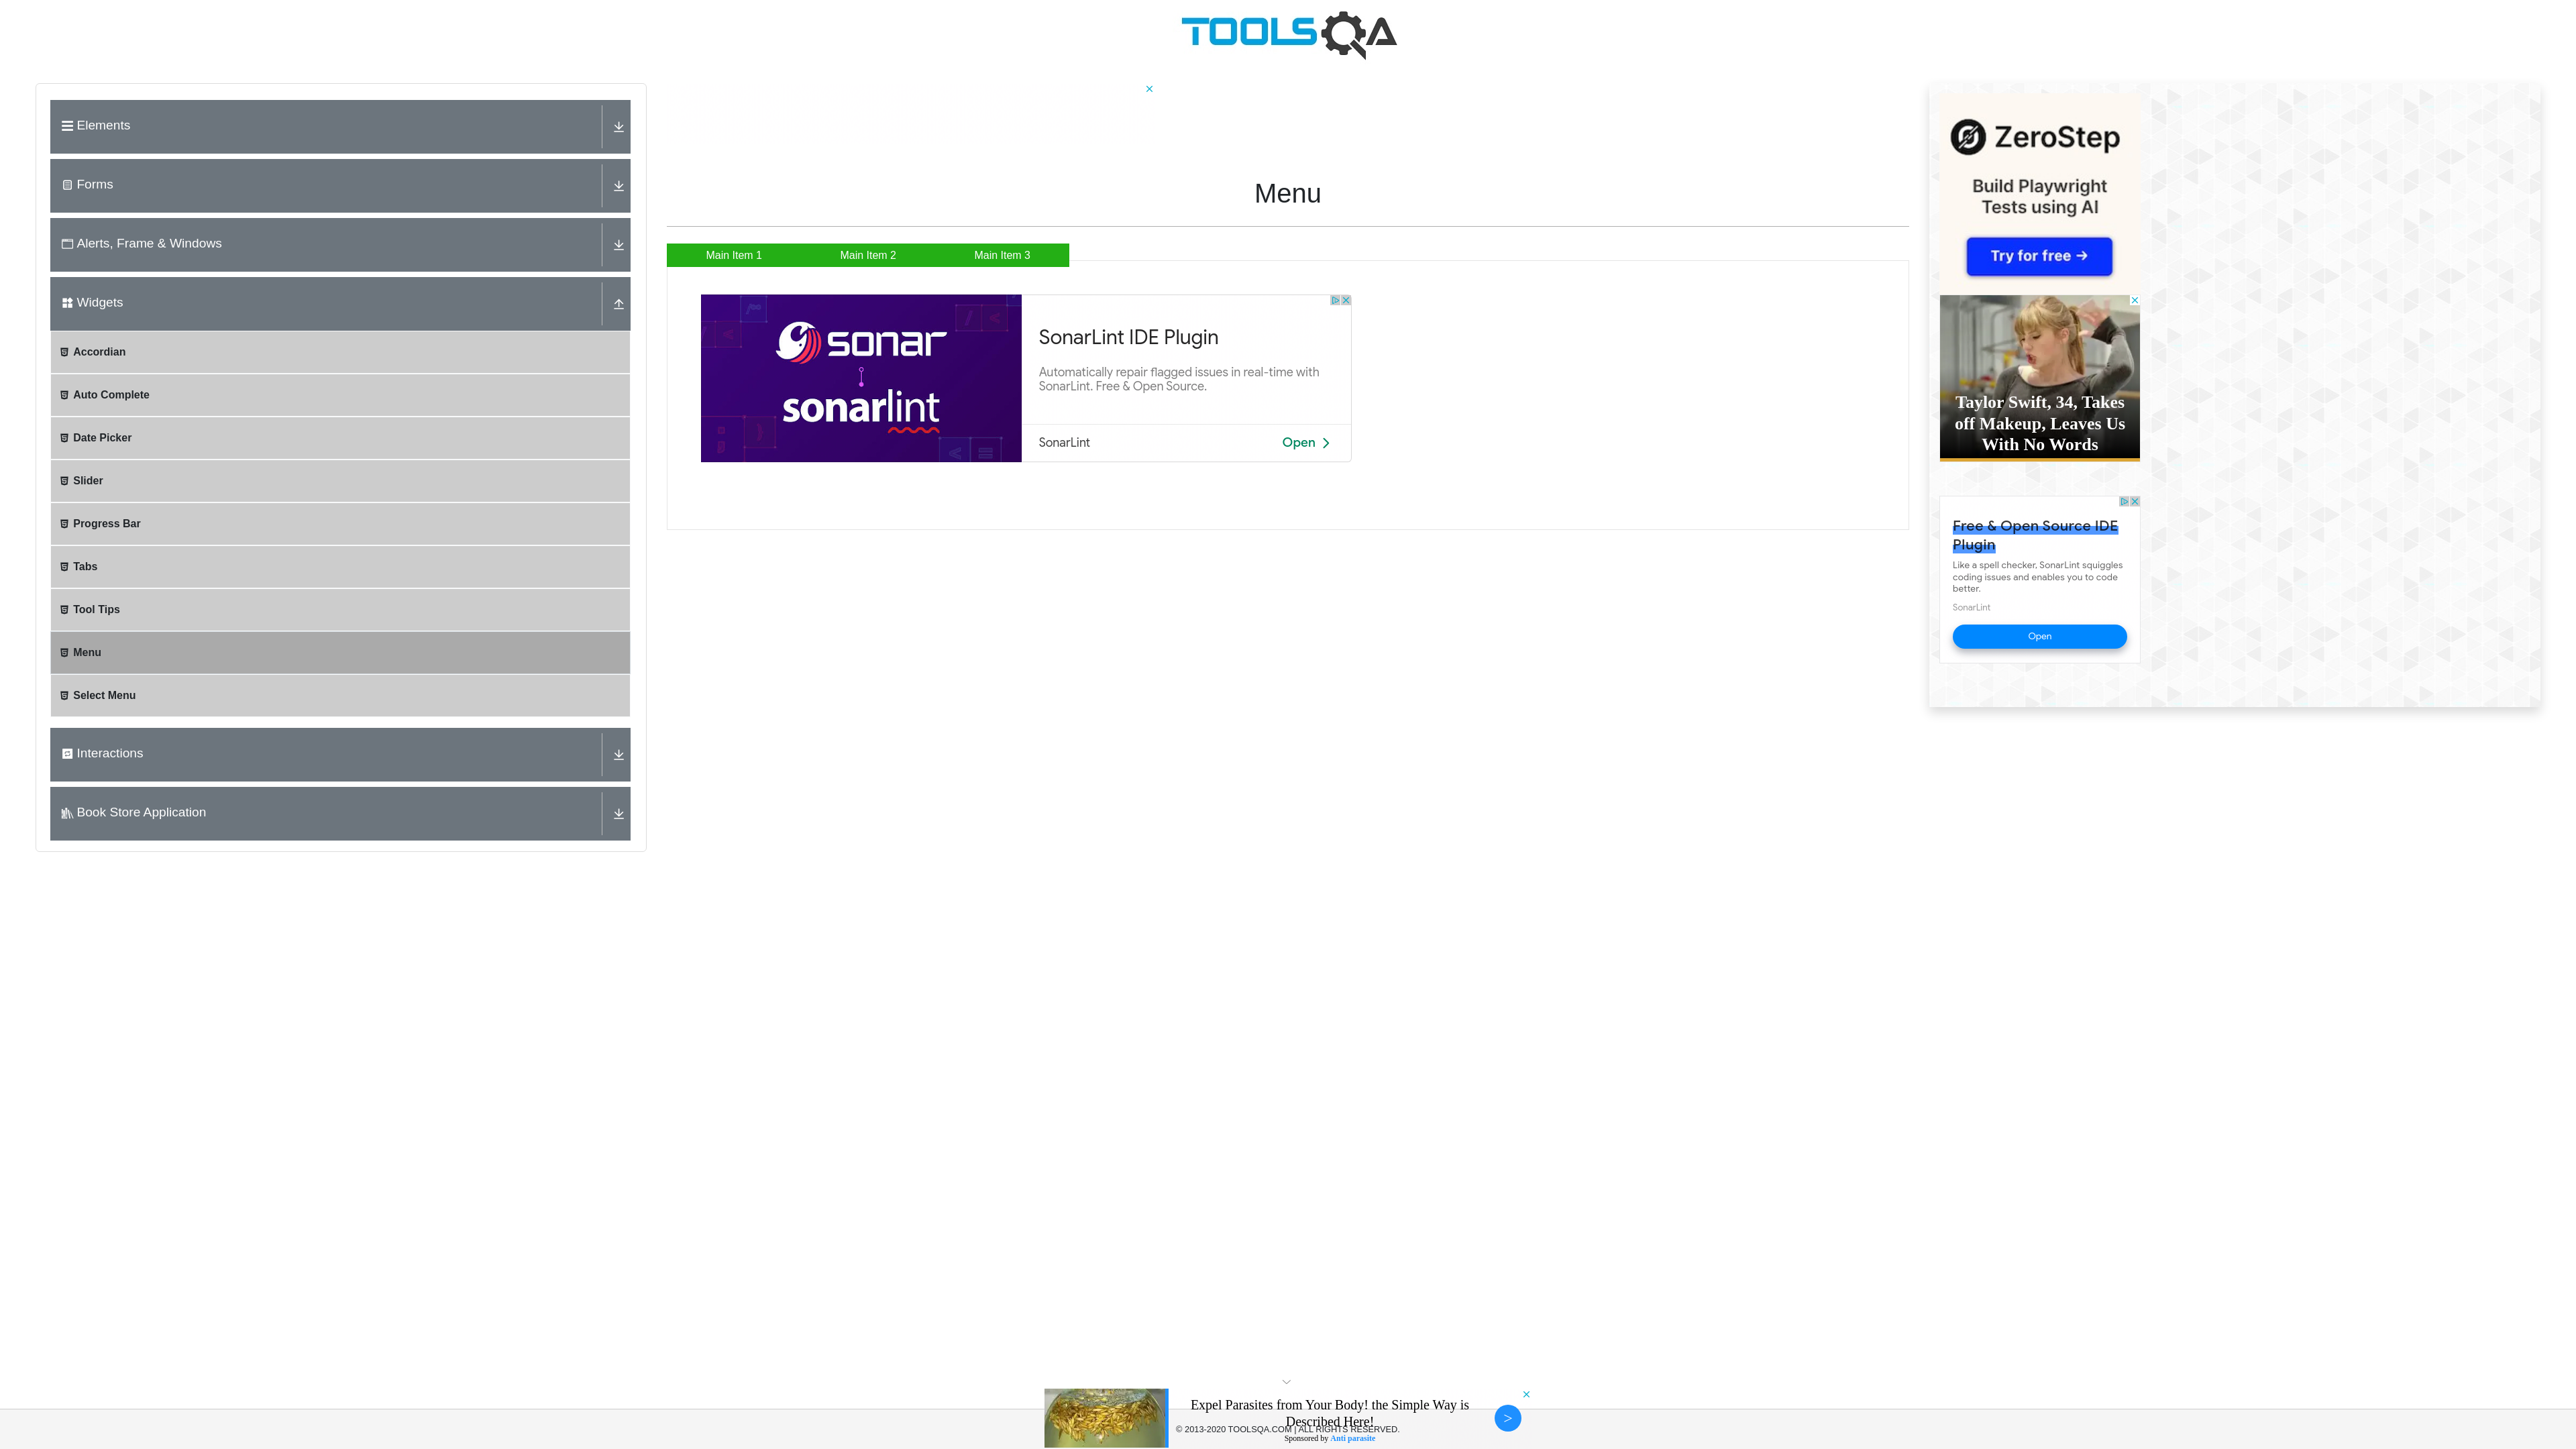 TOOLSQA
Elements
Forms
Alerts, Frame & Windows
Widgets
Accordian
Auto Complete
Date Picker
Slider
Progress Bar
Tabs
Tool Tips
Menu
Select Menu
Interactions
Book Store Application
Menu
Main Item 1
Main Item 2
Main Item 3
sonar
sonarlint
SonarLint IDE Plugin
Automatically repair flagged issues in real-time with
SonarLint. Free & Open Source.
SonarLint
Open
ZeroStep
Build Playwright
Tests using AI
Try for free →
Taylor Swift, 34, Takes
off Makeup, Leaves Us
With No Words
Free & Open Source IDE
Plugin
Like a spell checker, SonarLint squiggles
coding issues and enables you to code
better.
SonarLint
Open
Expel Parasites from Your Body! the Simple Way is
Described Here!
>
© 2013-2020 TOOLSQA.COM | ALL RIGHTS RESERVED.
Sponsored by Anti parasite